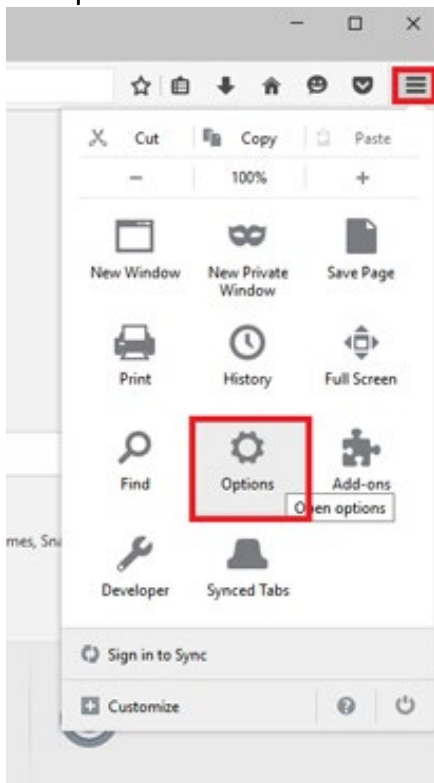 Cut Copy Paste
100%
New Window New Private Window Save Page
Print History Full Screen
Find Options Add-ons
Open options
mes, Sna
Developer Synced Tabs
Sign in to Sync
Customize